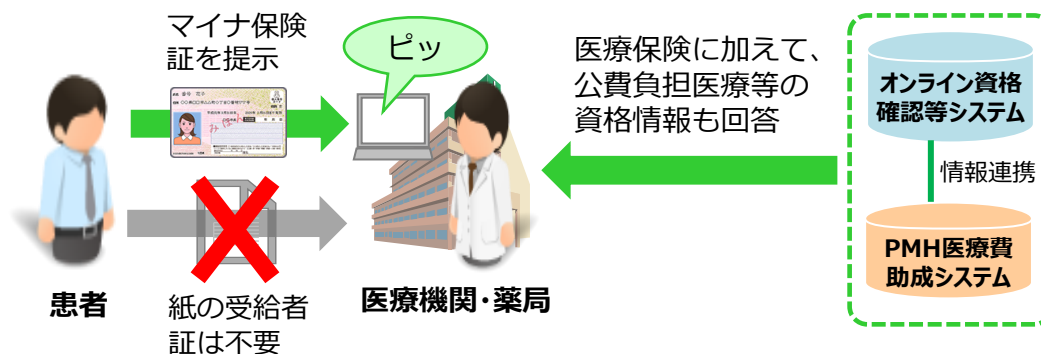 マイナ保険
証を提示
ピッ
みほん
患者
紙の受給者
証は不要
医療機関・薬局
医療保険に加えて、
公費負担医療等の
資格情報も回答
オンライン資格
確認等システム
情報連携
PMH医療費
助成システム